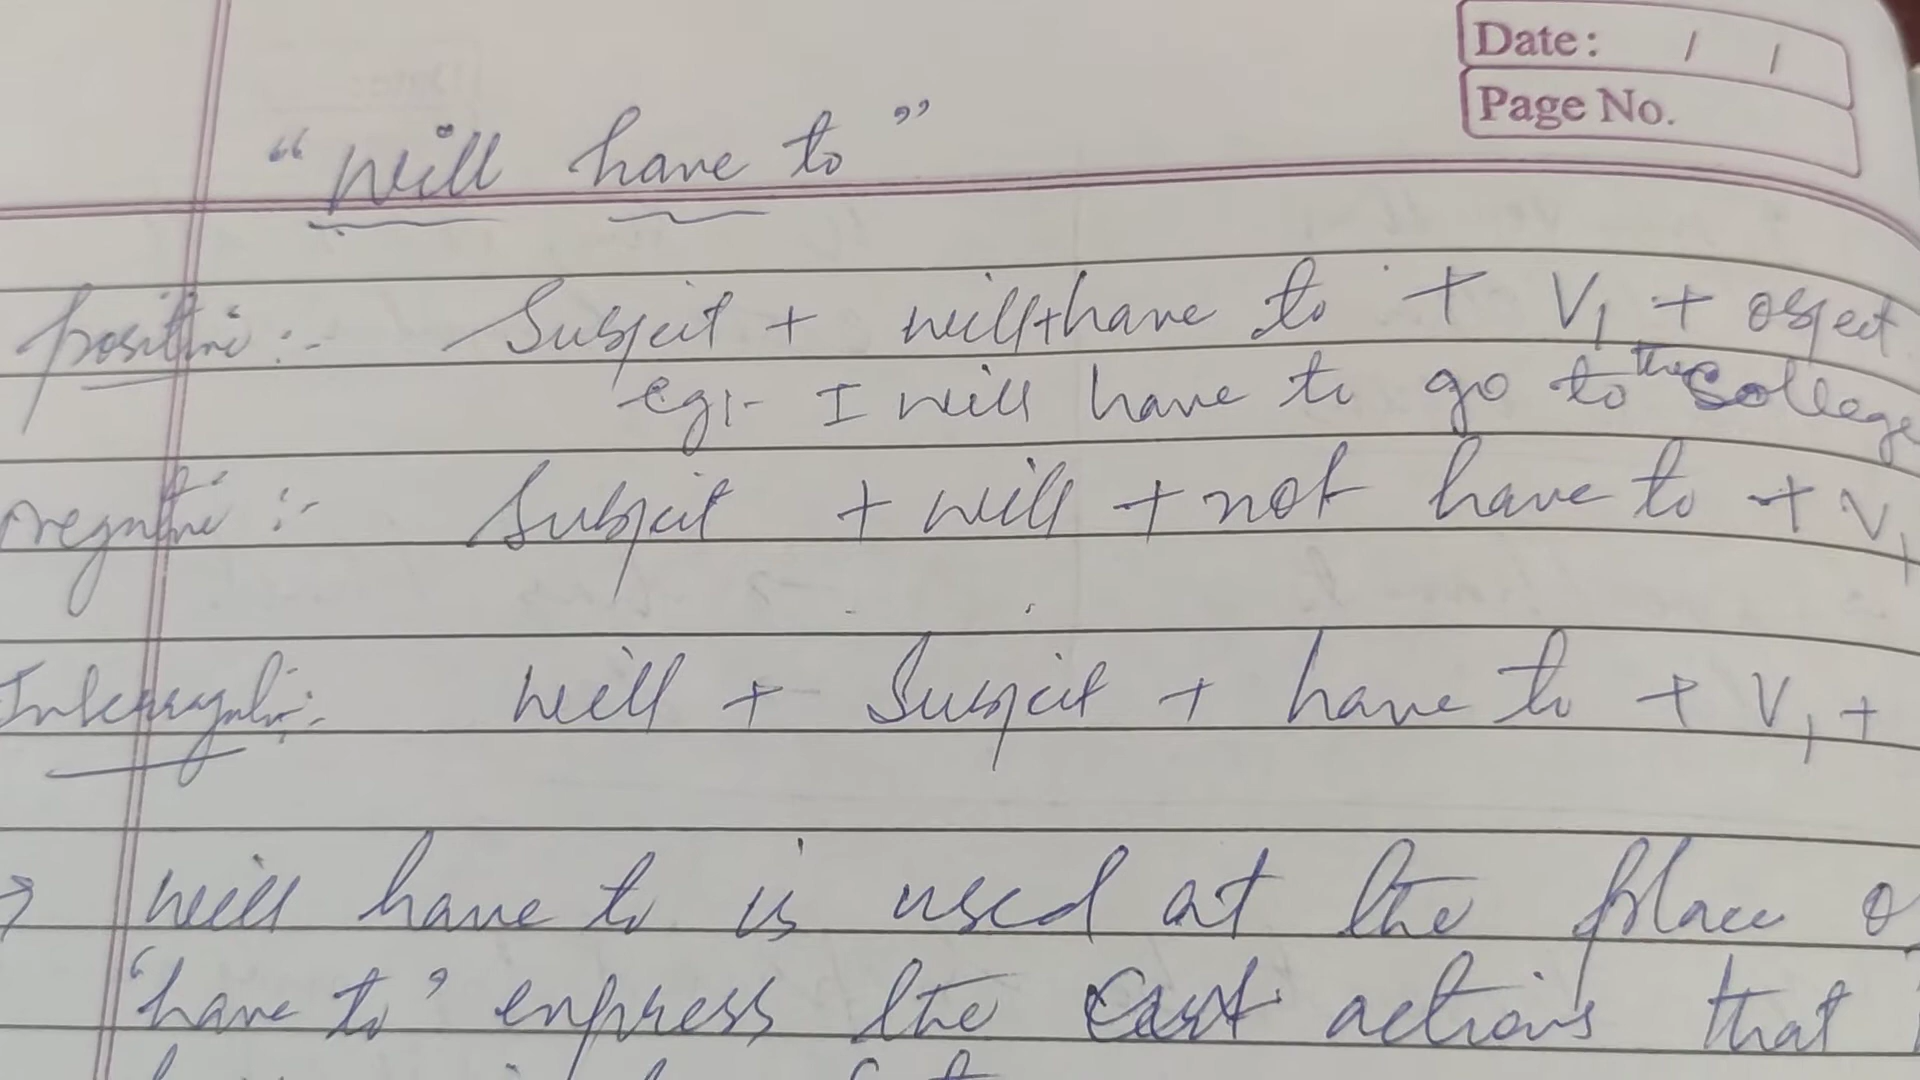 Date: / /
Page No.
"Will have to"
positive :- Subject + will+have to + V1 + object
eg:- I will have to go to the College
negative :- Subject + will + not have to + V1
Interrogative:- Will + Subject + have to + V1 +
→ will have to is used at the place o
'have to' express the actions that